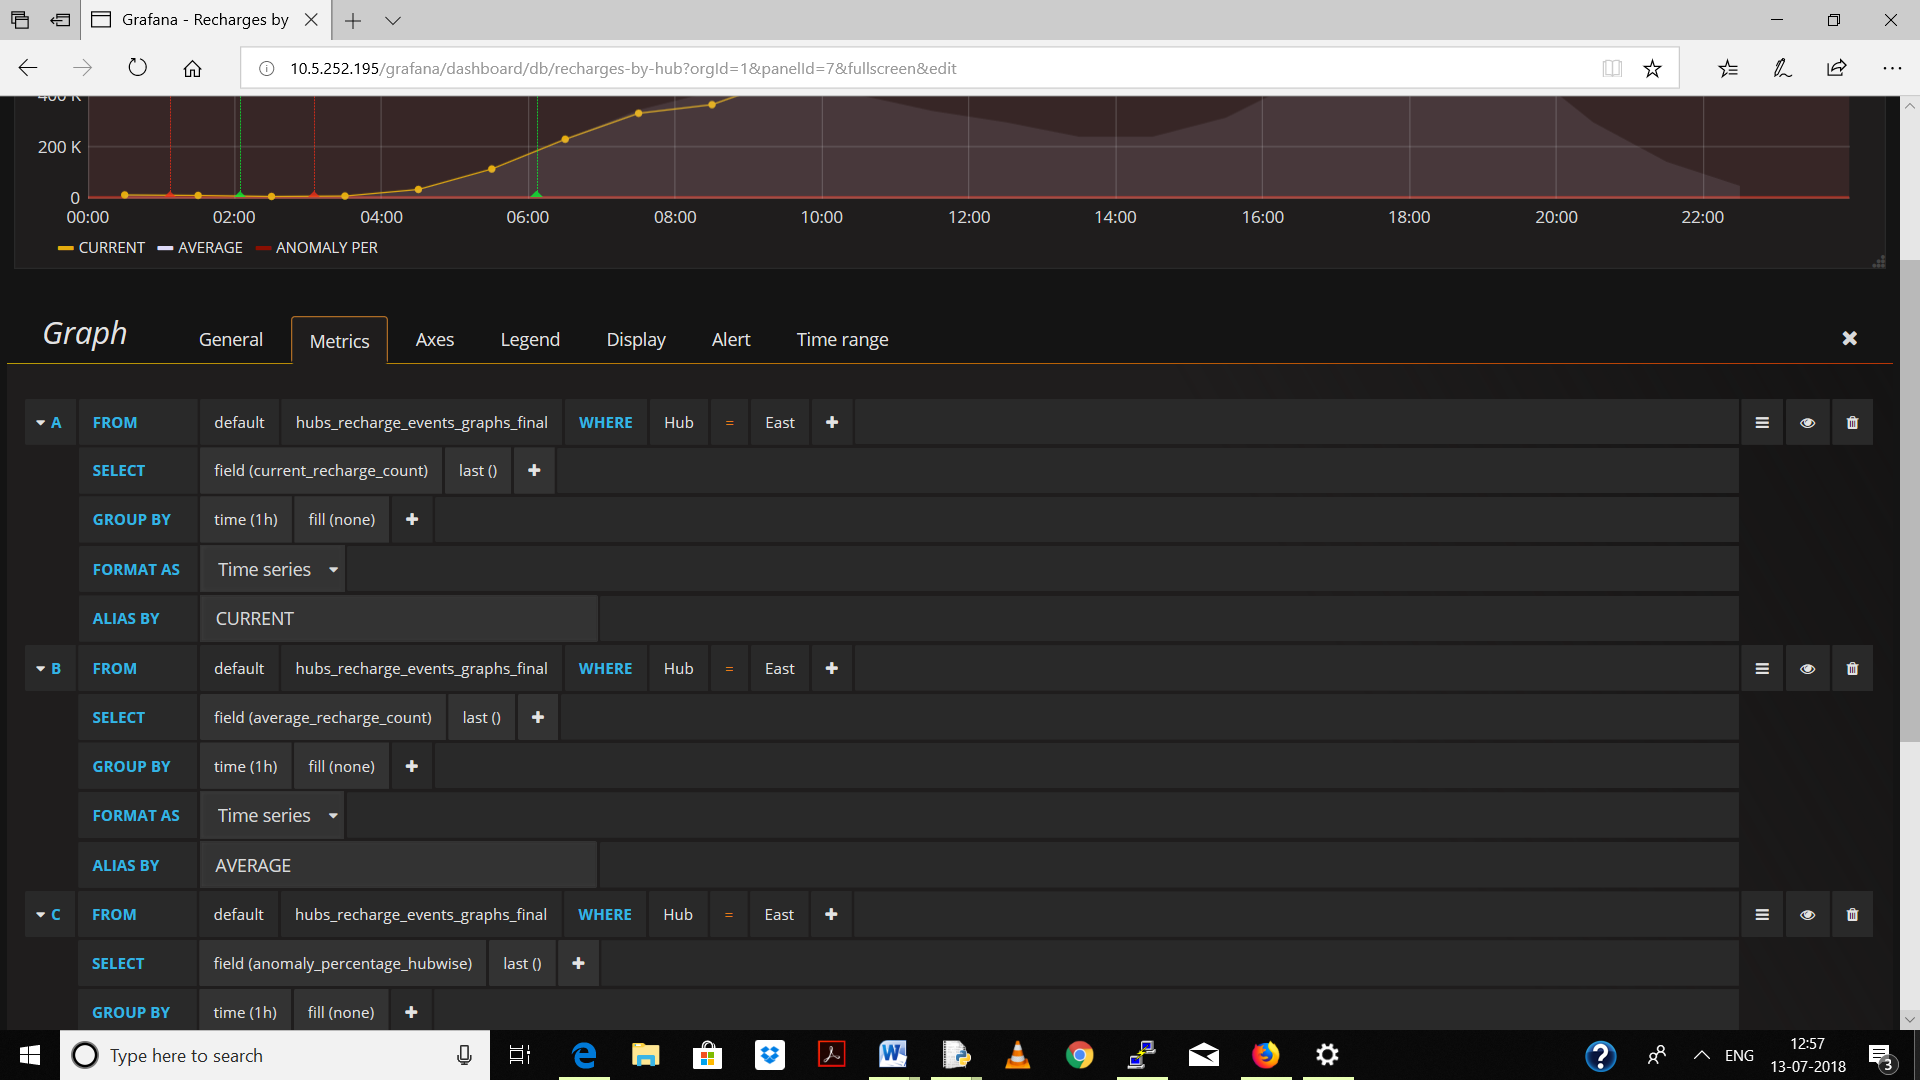 Grafana - Recharges by
10.5.252.195/grafana/dashboard/db/recharges-by-hub?orgId=1&panelId=7&fullscreen&edit
400 K
200 K
0
00:00 02:00 04:00 06:00 08:00 10:00 12:00 14:00 16:00 18:00 20:00 22:00
CURRENT AVERAGE ANOMALY PER
Graph General Metrics Axes Legend Display Alert Time range
A FROM default hubs_recharge_events_graphs_final WHERE Hub = East
SELECT field (current_recharge_count) last ()
GROUP BY time (1h) fill (none)
FORMAT AS Time series
ALIAS BY CURRENT
B FROM default hubs_recharge_events_graphs_final WHERE Hub = East
SELECT field (average_recharge_count) last ()
GROUP BY time (1h) fill (none)
FORMAT AS Time series
ALIAS BY AVERAGE
C FROM default hubs_recharge_events_graphs_final WHERE Hub = East
SELECT field (anomaly_percentage_hubwise) last ()
GROUP BY time (1h) fill (none)
Type here to search
ENG
12:57
13-07-2018
3